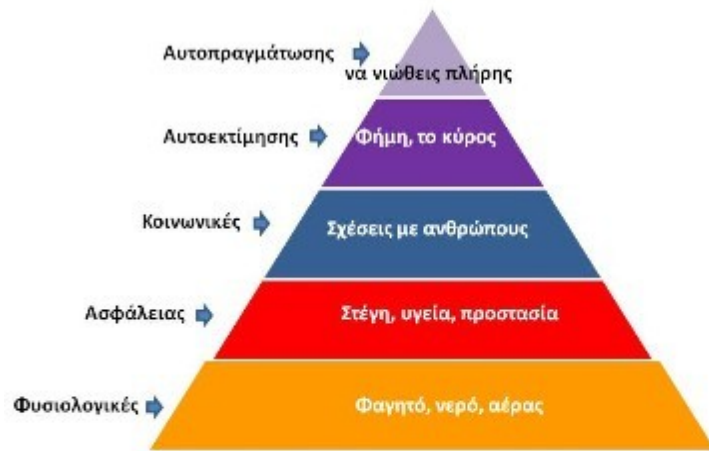 Αυτοπραγμάτωσης
να νιώθεις πλήρης
Αυτοεκτίμησης
Φήμη, το κύρος
Κοινωνικές
Σχέσεις με ανθρώπους
Ασφάλειας
Στέγη, υγεία, προστασία
Φυσιολογικές
Φαγητό, νερό, αέρας